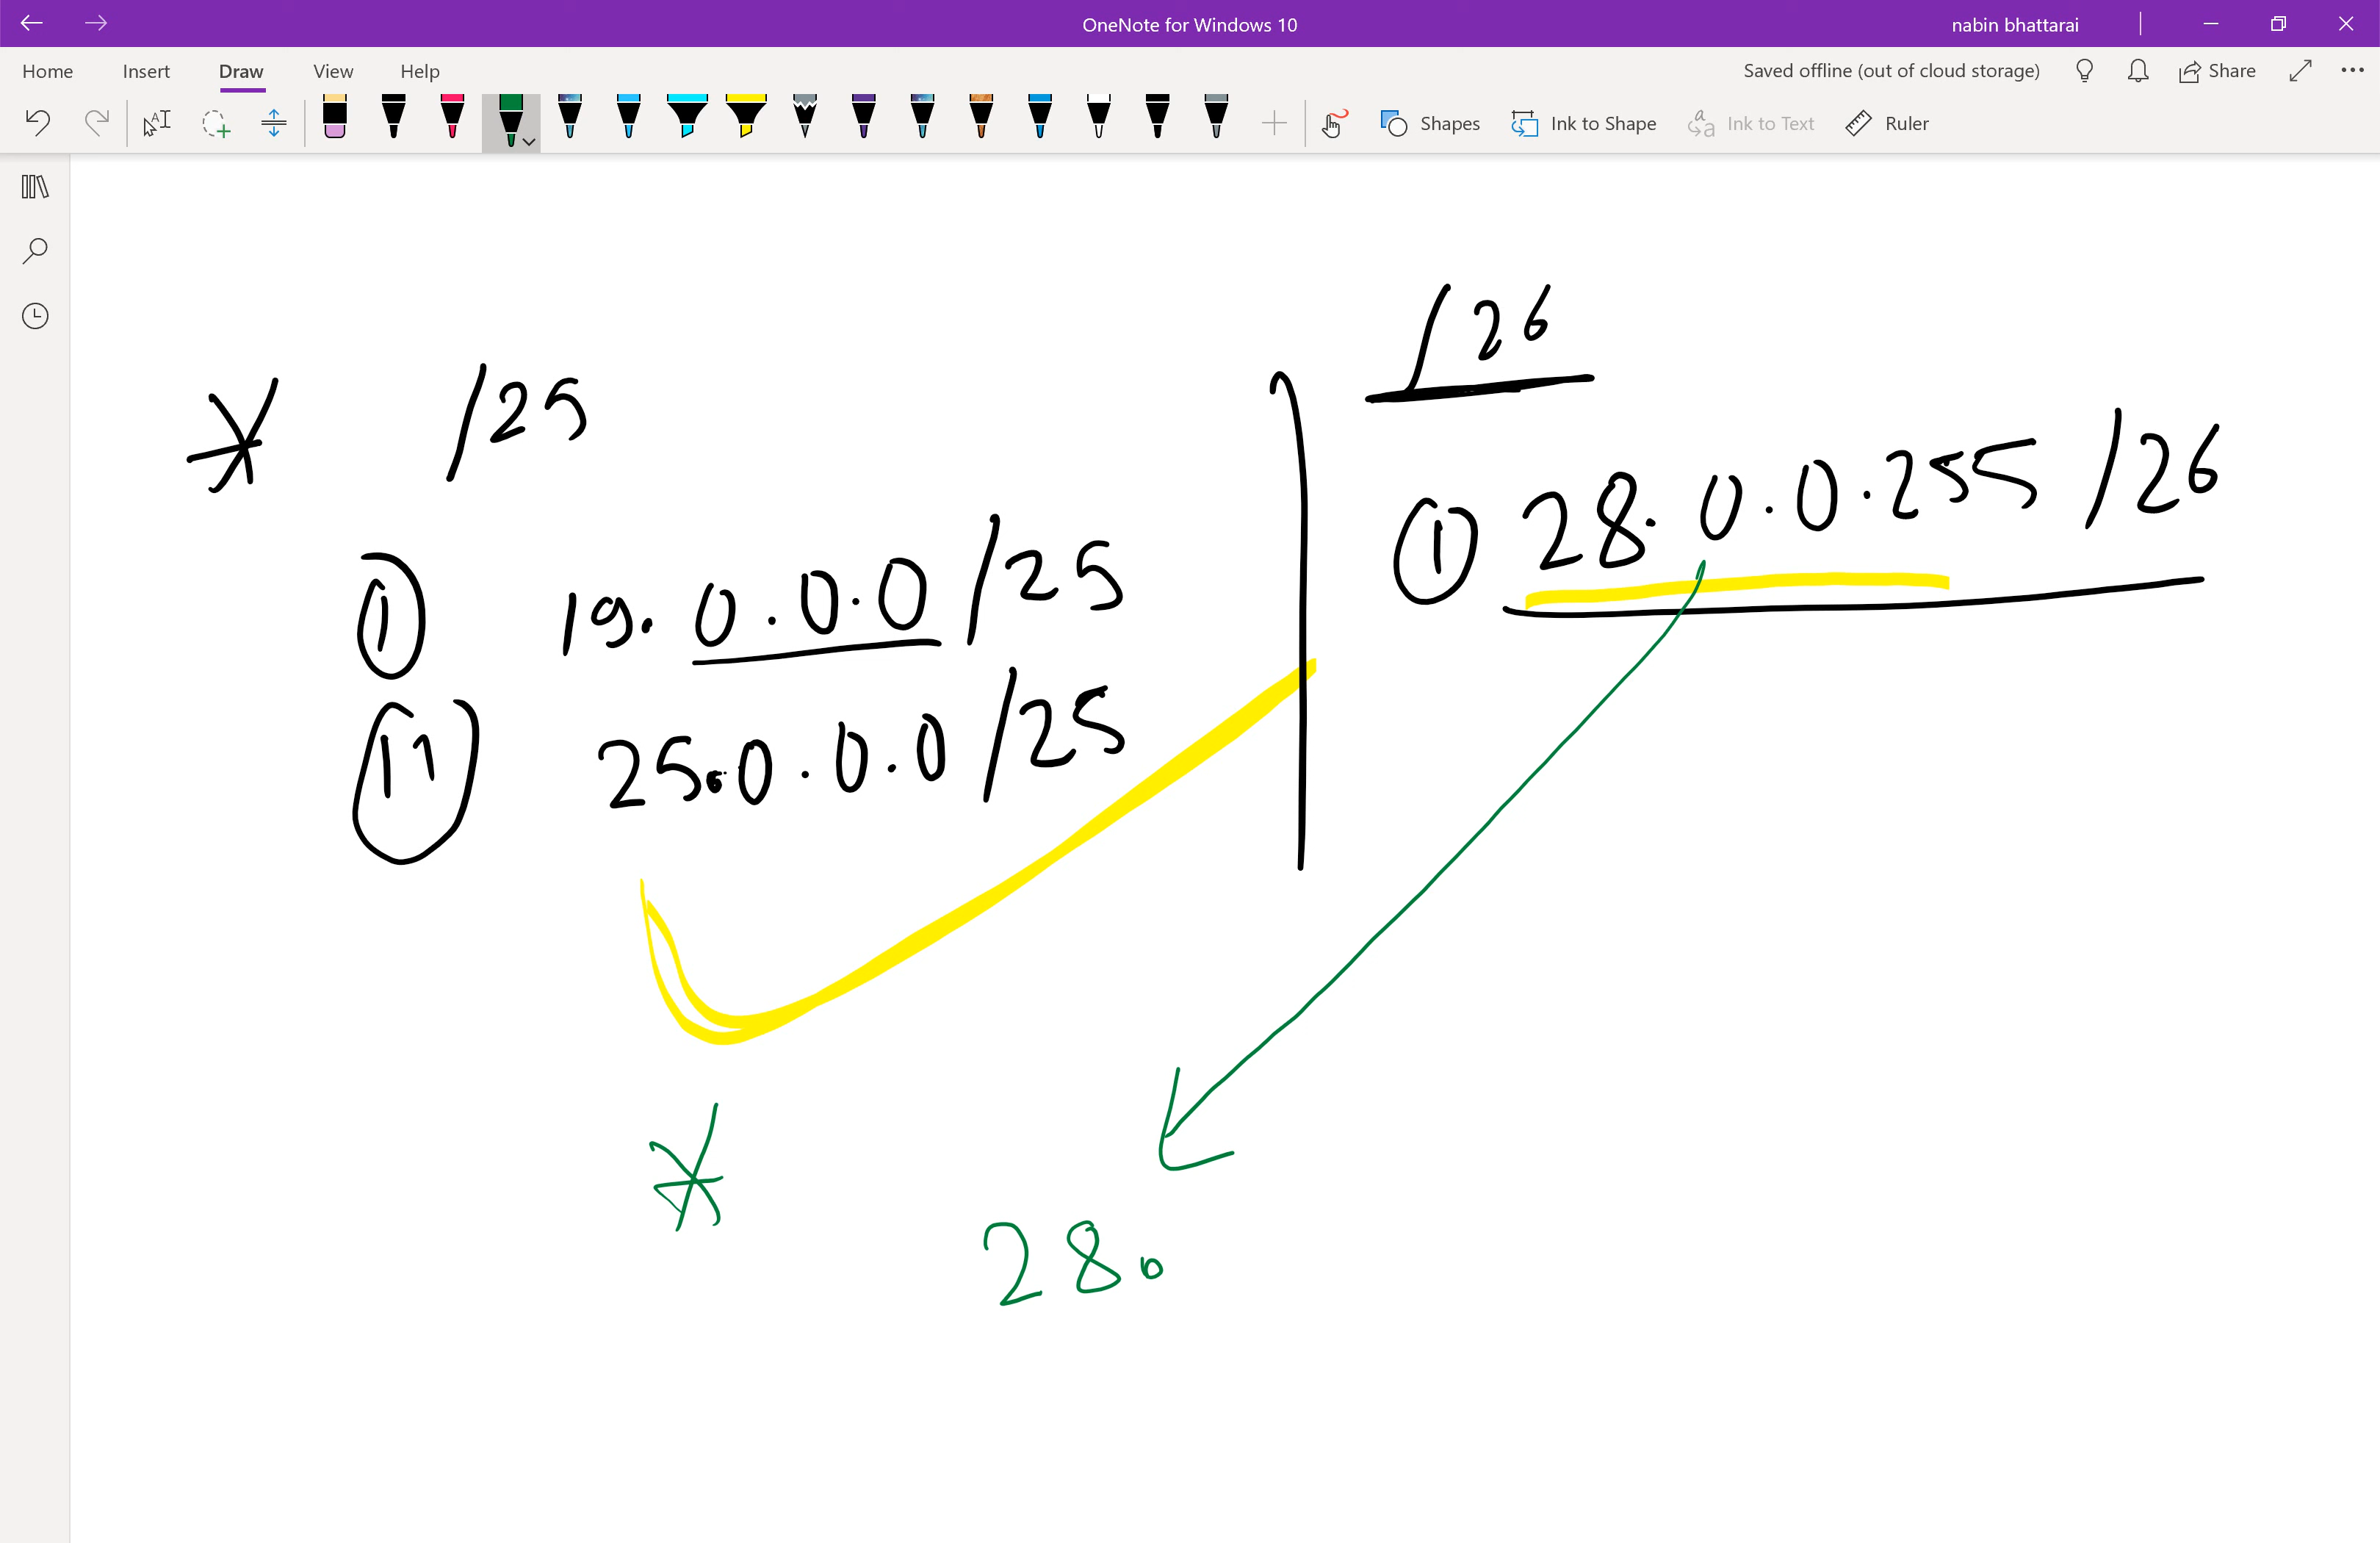 OneNote for Windows 10
nabin bhattarai
Home Insert Draw View Help
Saved offline (out of cloud storage)
Share
Shapes
Ink to Shape
Ink to Text
Ruler
* /25
① 19.0.0.0/25
⑪ 25.0.0.0/25
/26
① 28.0.0.255/26
*
28.